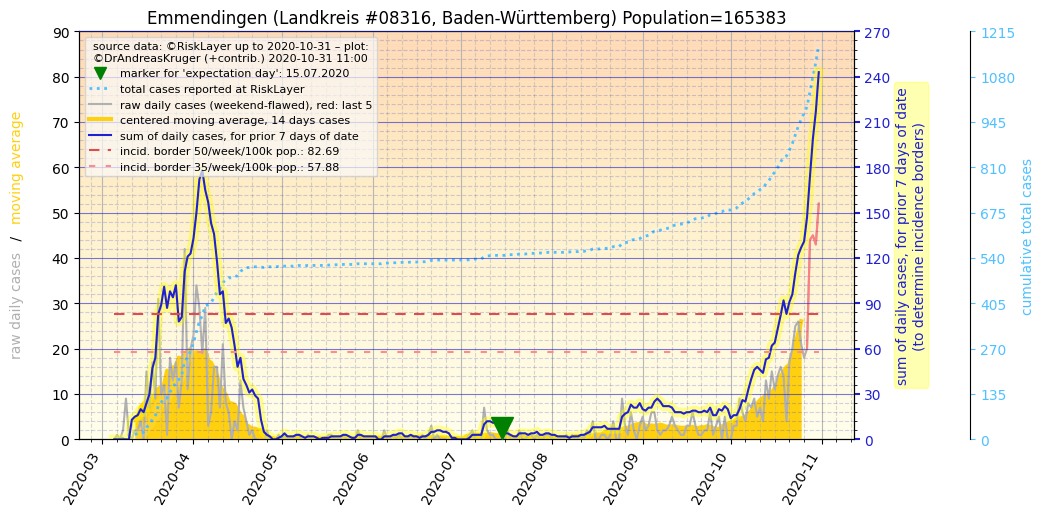 Emmendingen (Landkreis #08316, Baden-Württemberg) Population=165383
source data: ©RiskLayer up to 2020-10-31 – plot:
©DrAndreasKruger (+contrib.) 2020-10-31 11:00
marker for 'expectation day': 15.07.2020
total cases reported at RiskLayer
raw daily cases (weekend-flawed), red: last 5
centered moving average, 14 days cases
sum of daily cases, for prior 7 days of date
incid. border 50/week/100k pop.: 82.69
incid. border 35/week/100k pop.: 57.88
raw daily cases / moving average
90
80
70
60
50
40
30
20
10
0
270
240
210
180
150
120
90
60
30
0
sum of daily cases, for prior 7 days of date
(to determine incidence borders)
1215
1080
945
810
675
540
405
270
135
0
cumulative total cases
2020-03
2020-04
2020-05
2020-06
2020-07
2020-08
2020-09
2020-10
2020-11